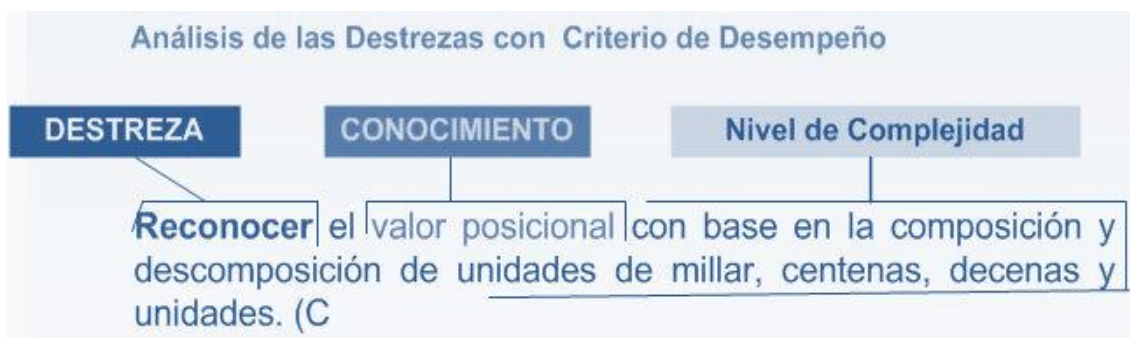 Análisis de las Destrezas con Criterio de Desempeño
DESTREZA CONOCIMIENTO Nivel de Complejidad
Reconocer el valor posicional con base en la composición y
descomposición de unidades de millar, centenas, decenas y
unidades. (C